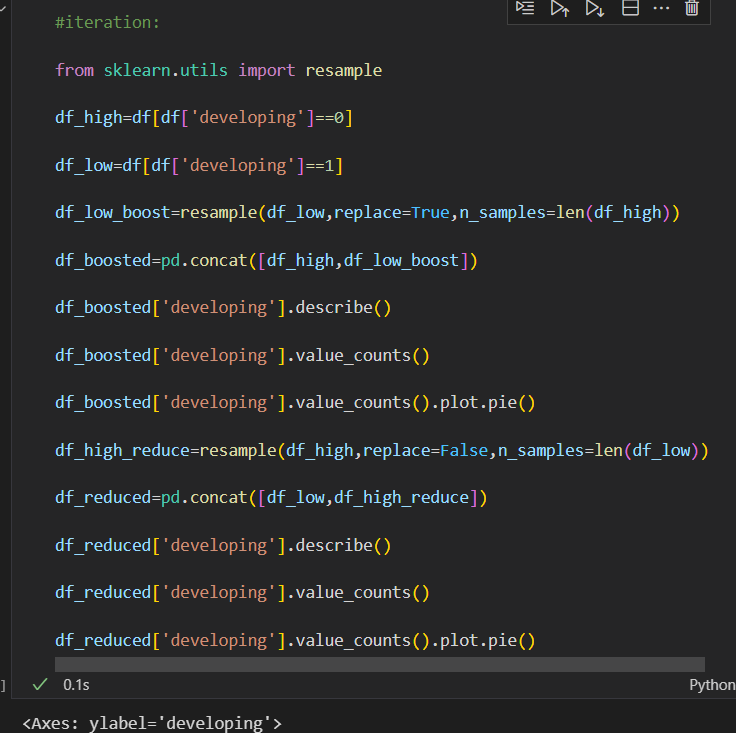 #iteration:
from sklearn.utils import resample
df_high=df[df['developing']==0]
df_low=df[df['developing']==1]
df_low_boost=resample(df_low,replace=True,n_samples=len(df_high))
df_boosted=pd.concat([df_high,df_low_boost])
df_boosted['developing'].describe()
df_boosted['developing'].value_counts()
df_boosted['developing'].value_counts().plot.pie()
df_high_reduce=resample(df_high,replace=False,n_samples=len(df_low))
df_reduced=pd.concat([df_low,df_high_reduce])
df_reduced['developing'].describe()
df_reduced['developing'].value_counts()
df_reduced['developing'].value_counts().plot.pie()
] 0.1s Python
<Axes: ylabel='developing'>